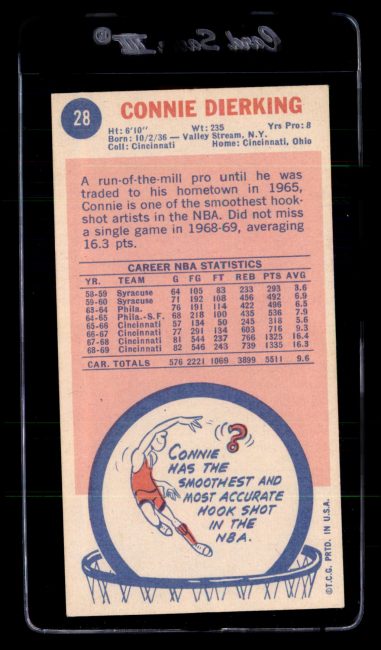 28
CONNIE DIERKING
Ht: 6'10" Wt: 235 Yrs Pro: 8
Born: 10/2/36 — Valley Stream, N.Y.
Coll: Cincinnati Home: Cincinnati, Ohio
A run-of-the-mill pro until he was
traded to his hometown in 1965,
Connie is one of the smoothest hook-
shot artists in the NBA. Did not miss
a single game in 1968-69, averaging
16.3 pts.
CAREER NBA STATISTICS
YR. TEAM G FG FT REB PTS AVG
58-59 Syracuse 64 105 83 233 293 3.6
59-60 Syracuse 71 192 108 456 492 6.9
63-64 Phila. 76 191 114 422 496 6.5
64-65 Phila.-S.F. 68 218 100 435 536 7.9
65-66 Cincinnati 57 134 50 245 318 5.6
66-67 Cincinnati 77 291 134 603 716 9.3
67-68 Cincinnati 81 544 237 766 1325 16.4
68-69 Cincinnati 82 546 243 739 1335 16.3
CAR. TOTALS 576 2221 1069 3899 5511 9.6
?
CONNIE
HAS THE
SMOOTHEST AND
MOST ACCURATE
HOOK SHOT
IN THE
NBA.
©T.C.G. PRTD. IN U.S.A.